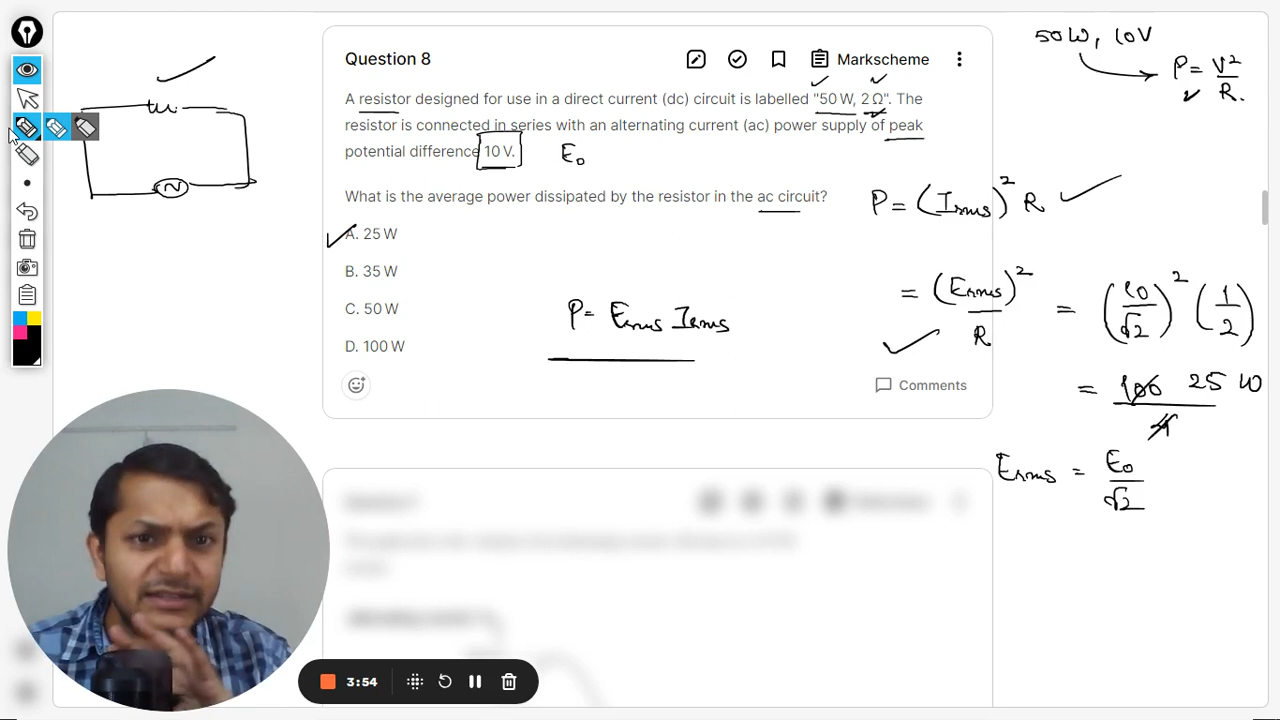 Question 8
Markscheme
A resistor designed for use in a direct current (dc) circuit is labelled "50 W, 2 Ω". The
resistor is connected in series with an alternating current (ac) power supply of peak
potential difference 10 V.
E₀
What is the average power dissipated by the resistor in the ac circuit?
A. 25 W
B. 35 W
C. 50 W
D. 100 W
P = Erms Irms
Comments
50 W, 10V
P = V²/R.
P = (Irms)² R
= (Erms)²/R = (10/√2)² (1/2)
= 100/4 25 W
Erms = E₀/√2
3:54